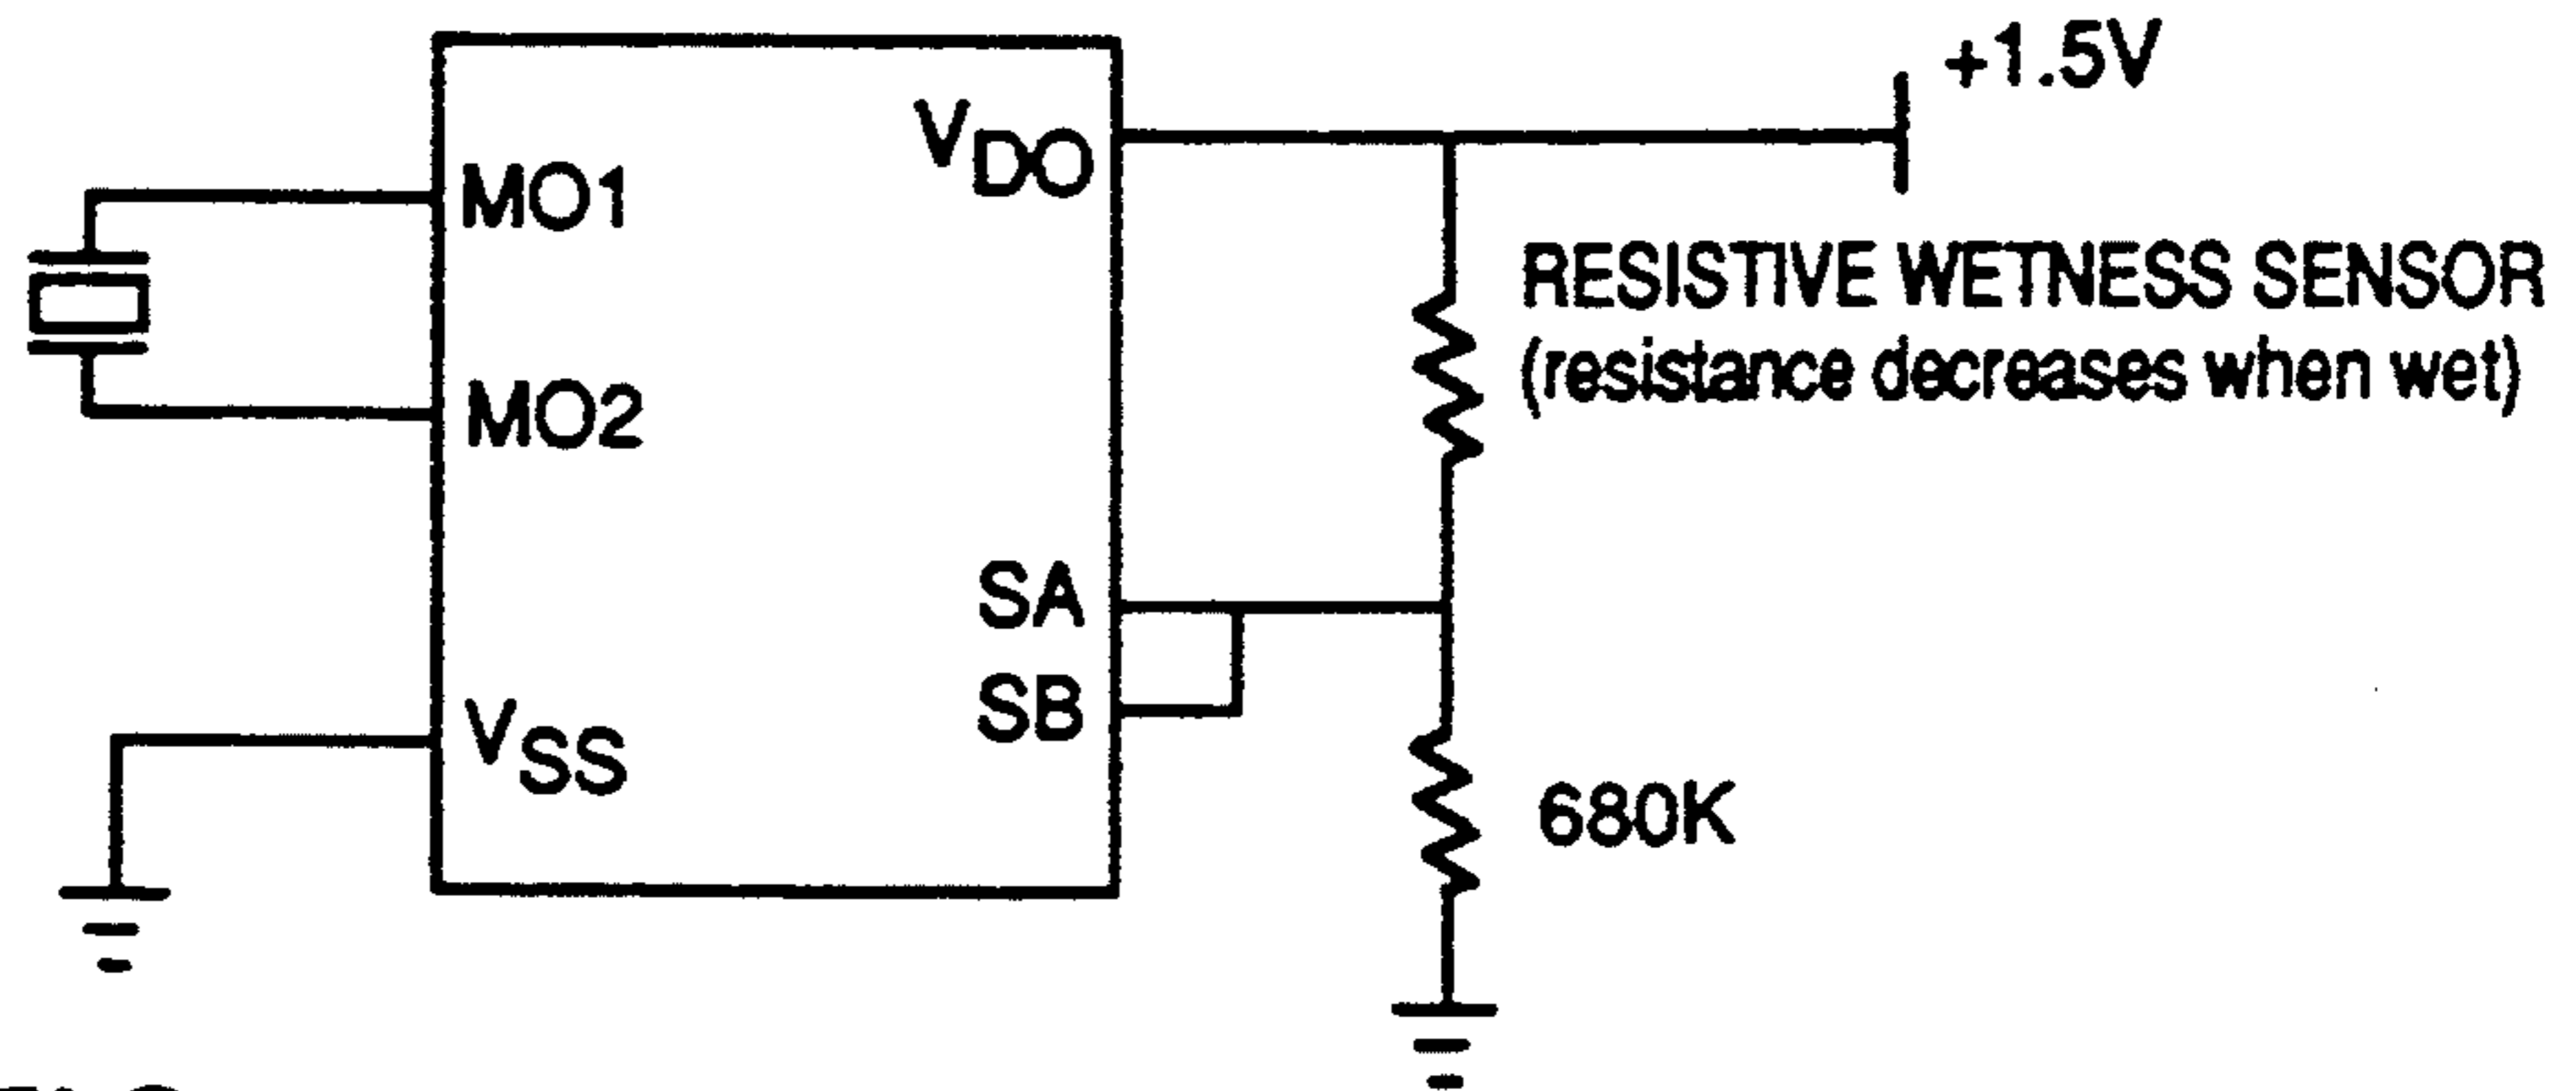 +1.5V
VDO
MO1
RESISTIVE WETNESS SENSOR
(resistance decreases when wet)
MO2
SA
SB
VSS
680K